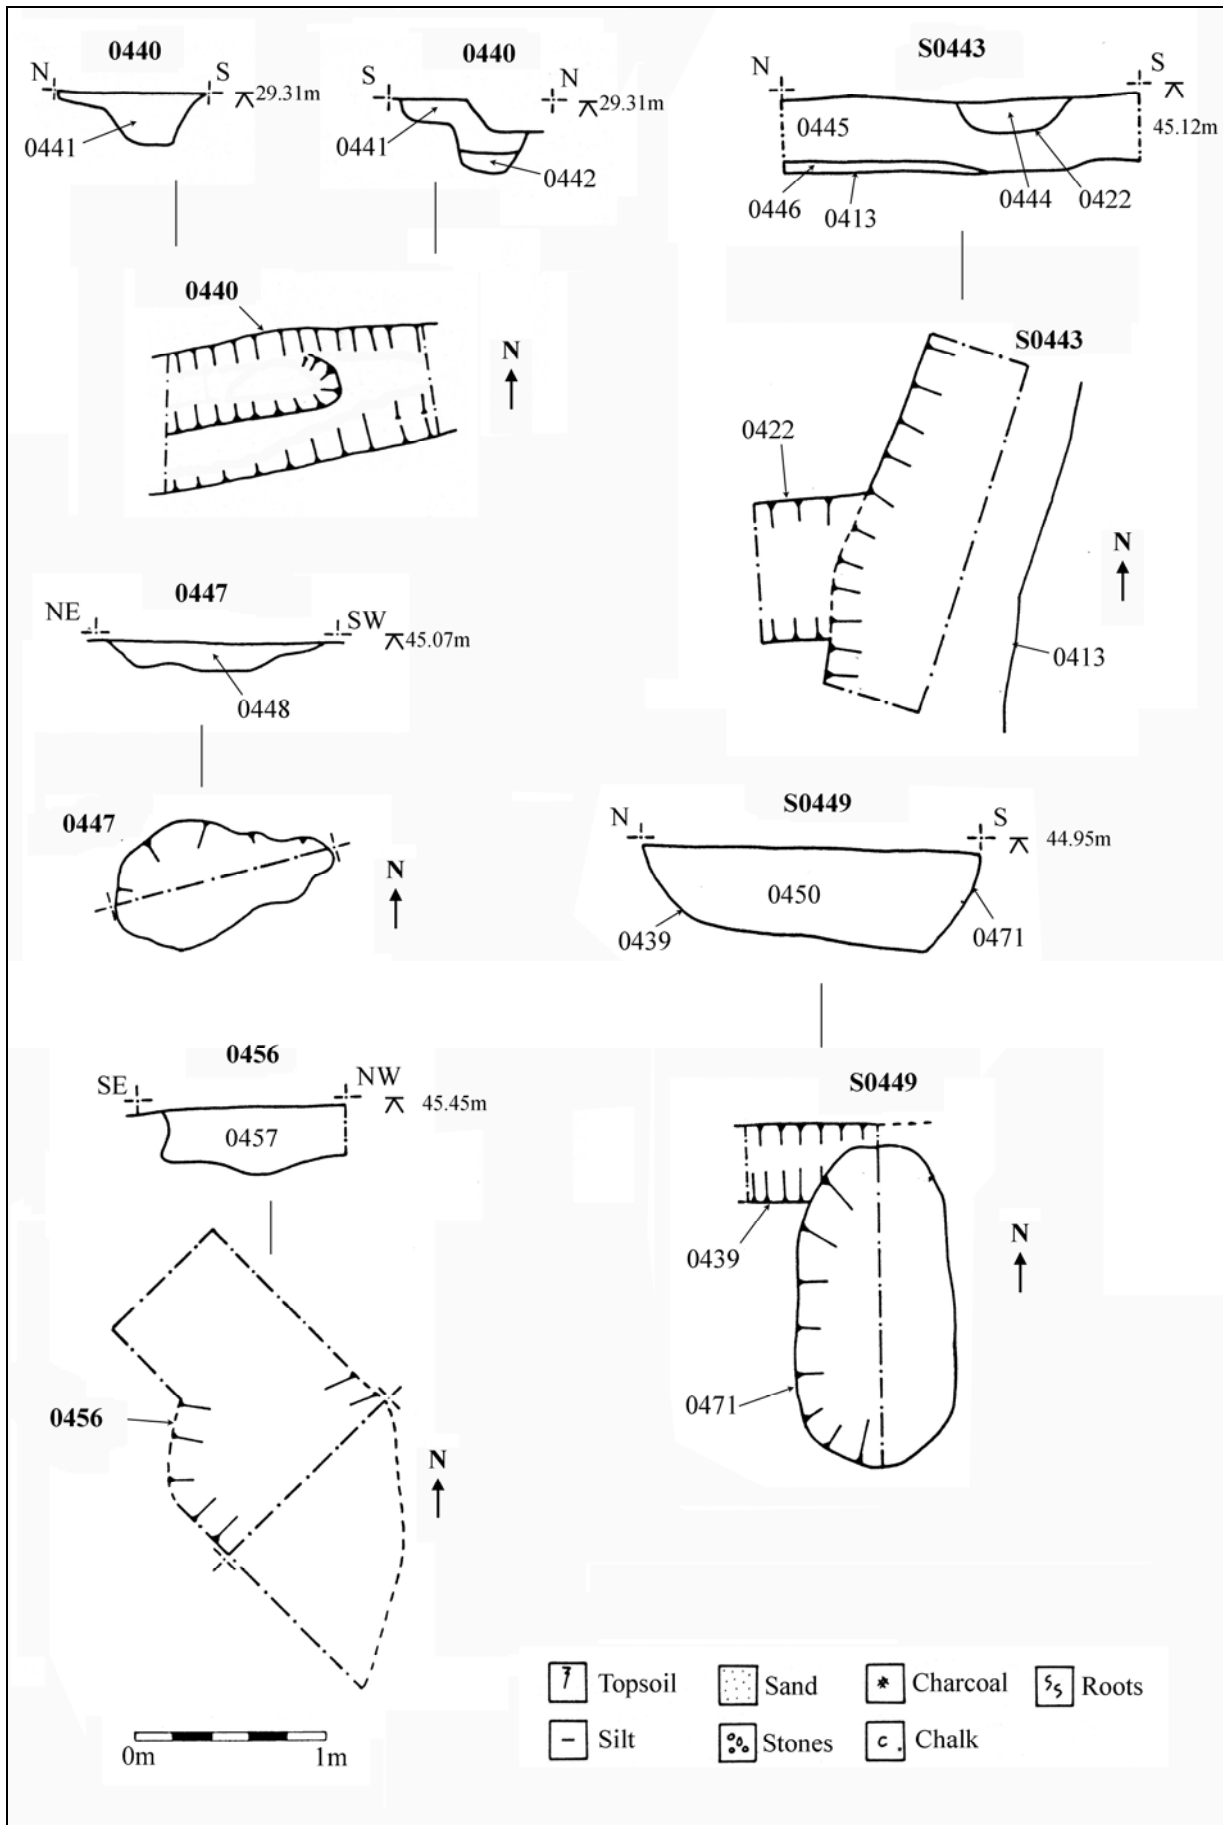 0440
N S
29.31m
0441
0440
S N
29.31m
0441
0442
S0443
N S
45.12m
0445
0446 0413 0444 0422
0440
N
S0443
0422
N
0413
0447
NE SW
45.07m
0448
0447
N
S0449
N S
44.95m
0450
0439 0471
0456
SE NW
45.45m
0457
S0449
0439
N
0471
0456
N
Topsoil Sand Charcoal Roots
Silt Stones Chalk
0m 1m